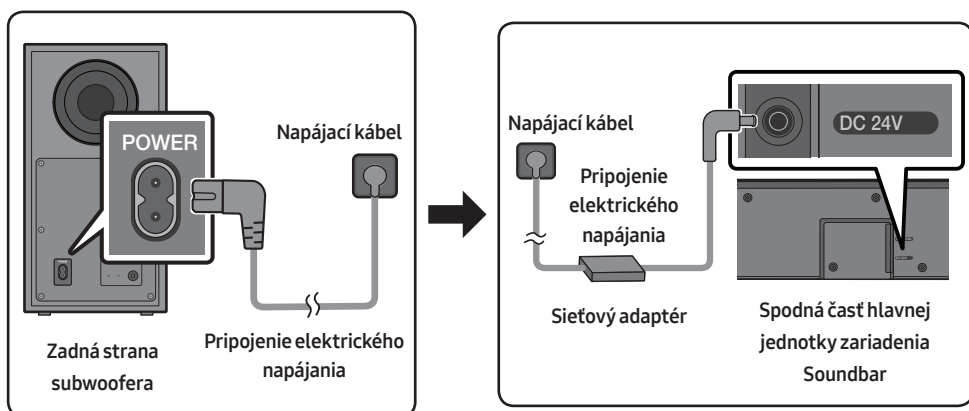 POWER
Napájací kábel
Zadná strana
subwoofera
Pripojenie elektrického
napájania
DC 24V
Napájací kábel
Pripojenie
elektrického
napájania
Sieťový adaptér
Spodná časť hlavnej
jednotky zariadenia
Soundbar